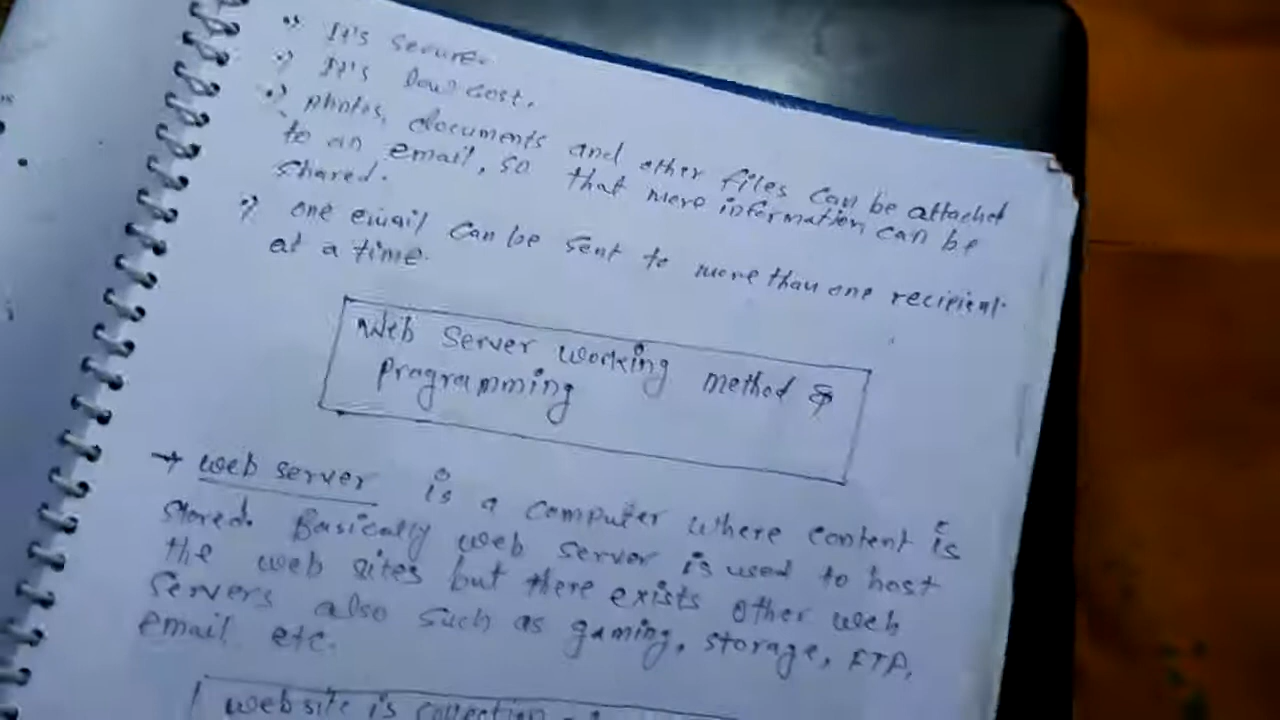 It's secure.
It's low cost.
photos, documents and other files can be attached
to an email, so that more information can be
shared.
one email can be sent to more than one recipient
at a time.
Web Server working method &
programming
→ web server is a computer where content is
stored. Basically web server is used to host
the web sites but there exists other web
servers also such as gaming, storage, FTP,
email etc.
website is collection